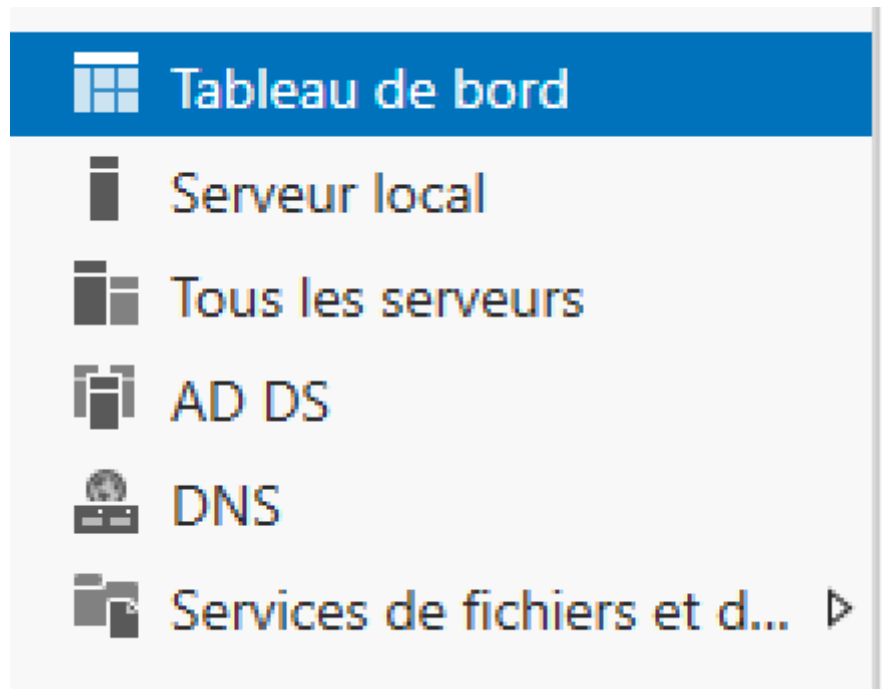 Tableau de bord
Serveur local
Tous les serveurs
AD DS
DNS
Services de fichiers et d...